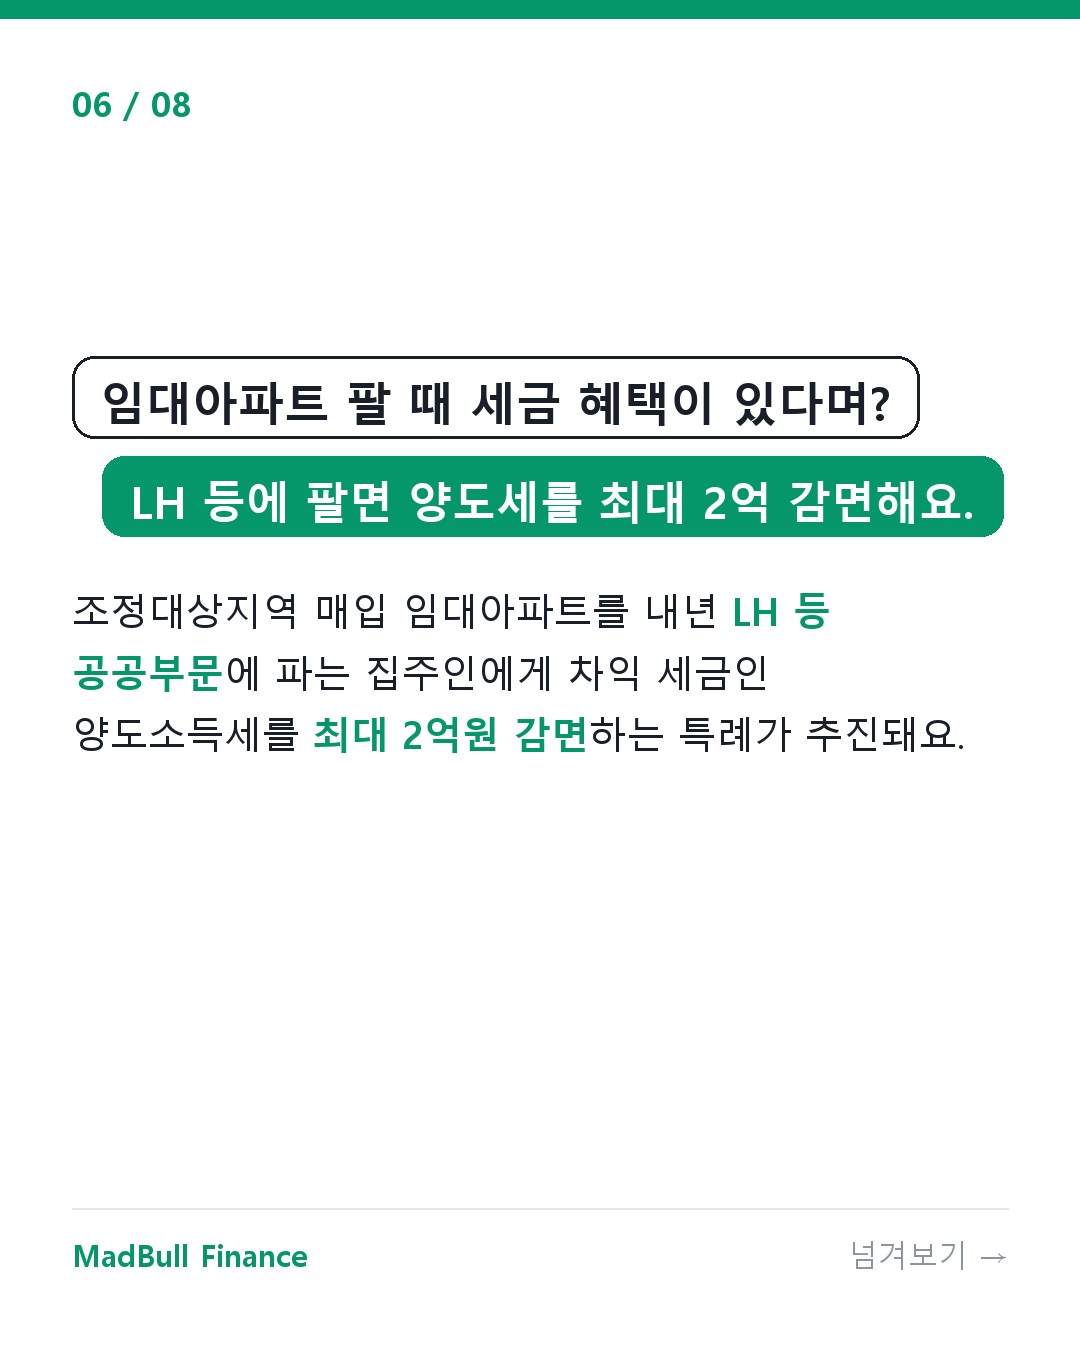 06 / 08
임대아파트 팔 때 세금 혜택이 있다며?
LH 등에 팔면 양도세를 최대 2억 감면해요.
조정대상지역 매입 임대아파트를 내년 LH 등
공공부문에 파는 집주인에게 차익 세금인
양도소득세를 최대 2억원 감면하는 특례가 추진돼요.
MadBull Finance
넘겨보기 →